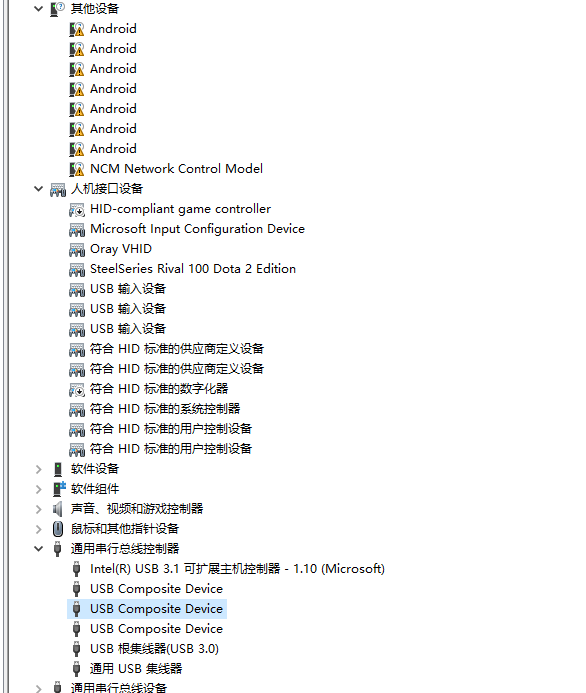 其他设备
Android
Android
Android
Android
Android
Android
Android
NCM Network Control Model
人机接口设备
HID-compliant game controller
Microsoft Input Configuration Device
Oray VHID
SteelSeries Rival 100 Dota 2 Edition
USB 输入设备
USB 输入设备
USB 输入设备
符合 HID 标准的供应商定义设备
符合 HID 标准的供应商定义设备
符合 HID 标准的数字化器
符合 HID 标准的系统控制器
符合 HID 标准的用户控制设备
符合 HID 标准的用户控制设备
软件设备
软件组件
声音、视频和游戏控制器
鼠标和其他指针设备
通用串行总线控制器
Intel(R) USB 3.1 可扩展主机控制器 - 1.10 (Microsoft)
USB Composite Device
USB Composite Device
USB Composite Device
USB 根集线器(USB 3.0)
通用 USB 集线器
通用串行总线设备